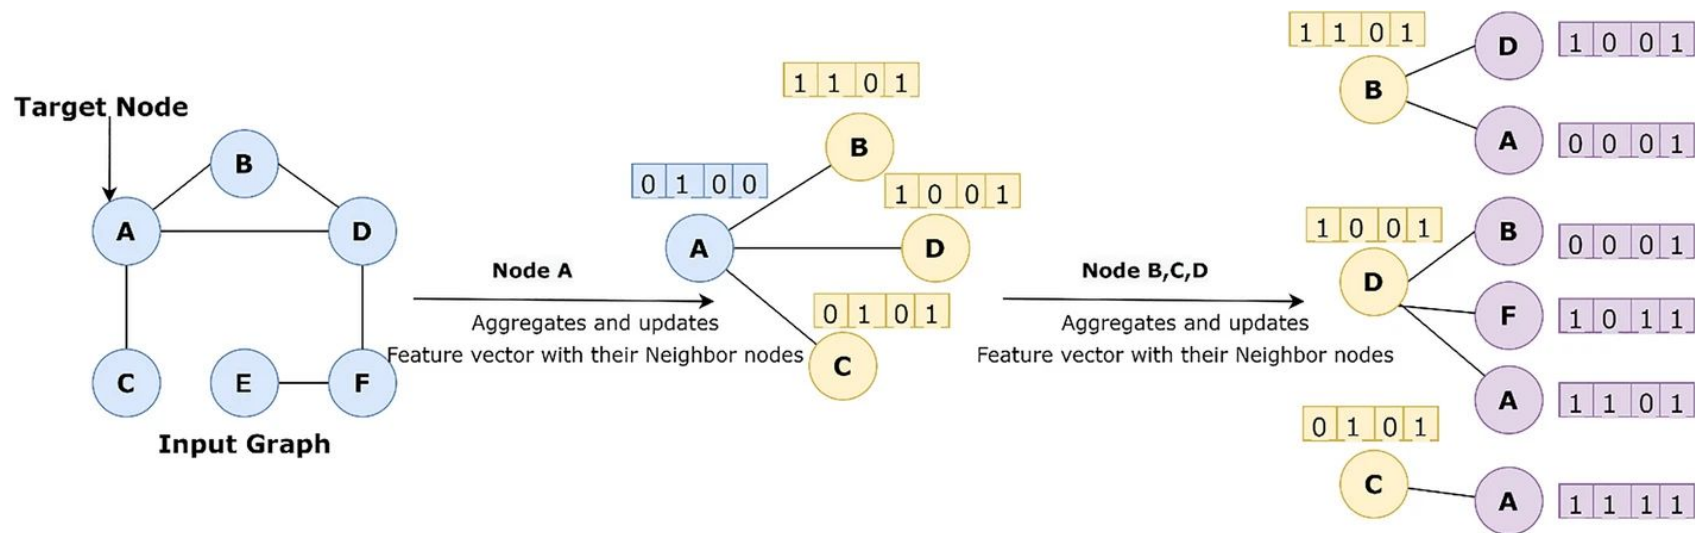 Target Node
B
A
D
C
E
F
Input Graph
Node A
Aggregates and updates
Feature vector with their Neighbor nodes
1 1 0 1
B
0 1 0 0
1 0 0 1
A
D
0 1 0 1
C
Node B,C,D
Aggregates and updates
Feature vector with their Neighbor nodes
1 1 0 1
B
D
1 0 0 1
A
0 0 0 1
1 0 0 1
D
B
0 0 0 1
F
1 0 1 1
A
1 1 0 1
0 1 0 1
C
A
1 1 1 1